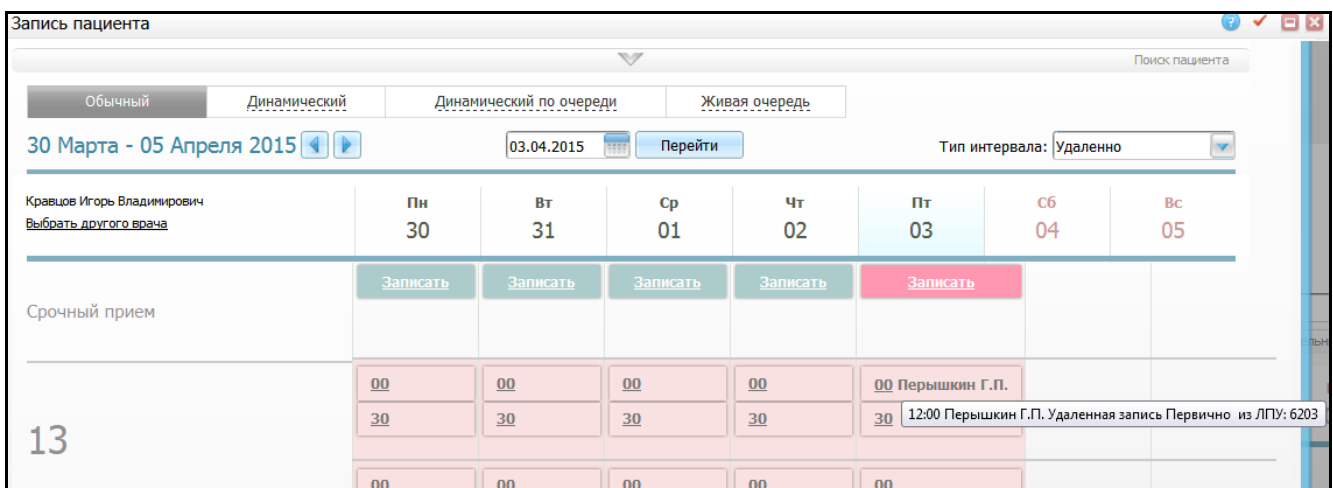 Запись пациента
Поиск пациента
Обычный Динамический Динамический по очереди Живая очередь
30 Марта - 05 Апреля 2015 03.04.2015 Перейти Тип интервала: Удаленно
Кравцов Игорь Владимирович
Выбрать другого врача
Пн Вт Ср Чт Пт Сб Вс
30 31 01 02 03 04 05
Записать Записать Записать Записать Записать
Срочный прием
00 00 00 00 00 Перышкин Г.П.
30 30 30 30 30 12:00 Перышкин Г.П. Удаленная запись Первично из ЛПУ: 6203
13
00 00 00 00 00